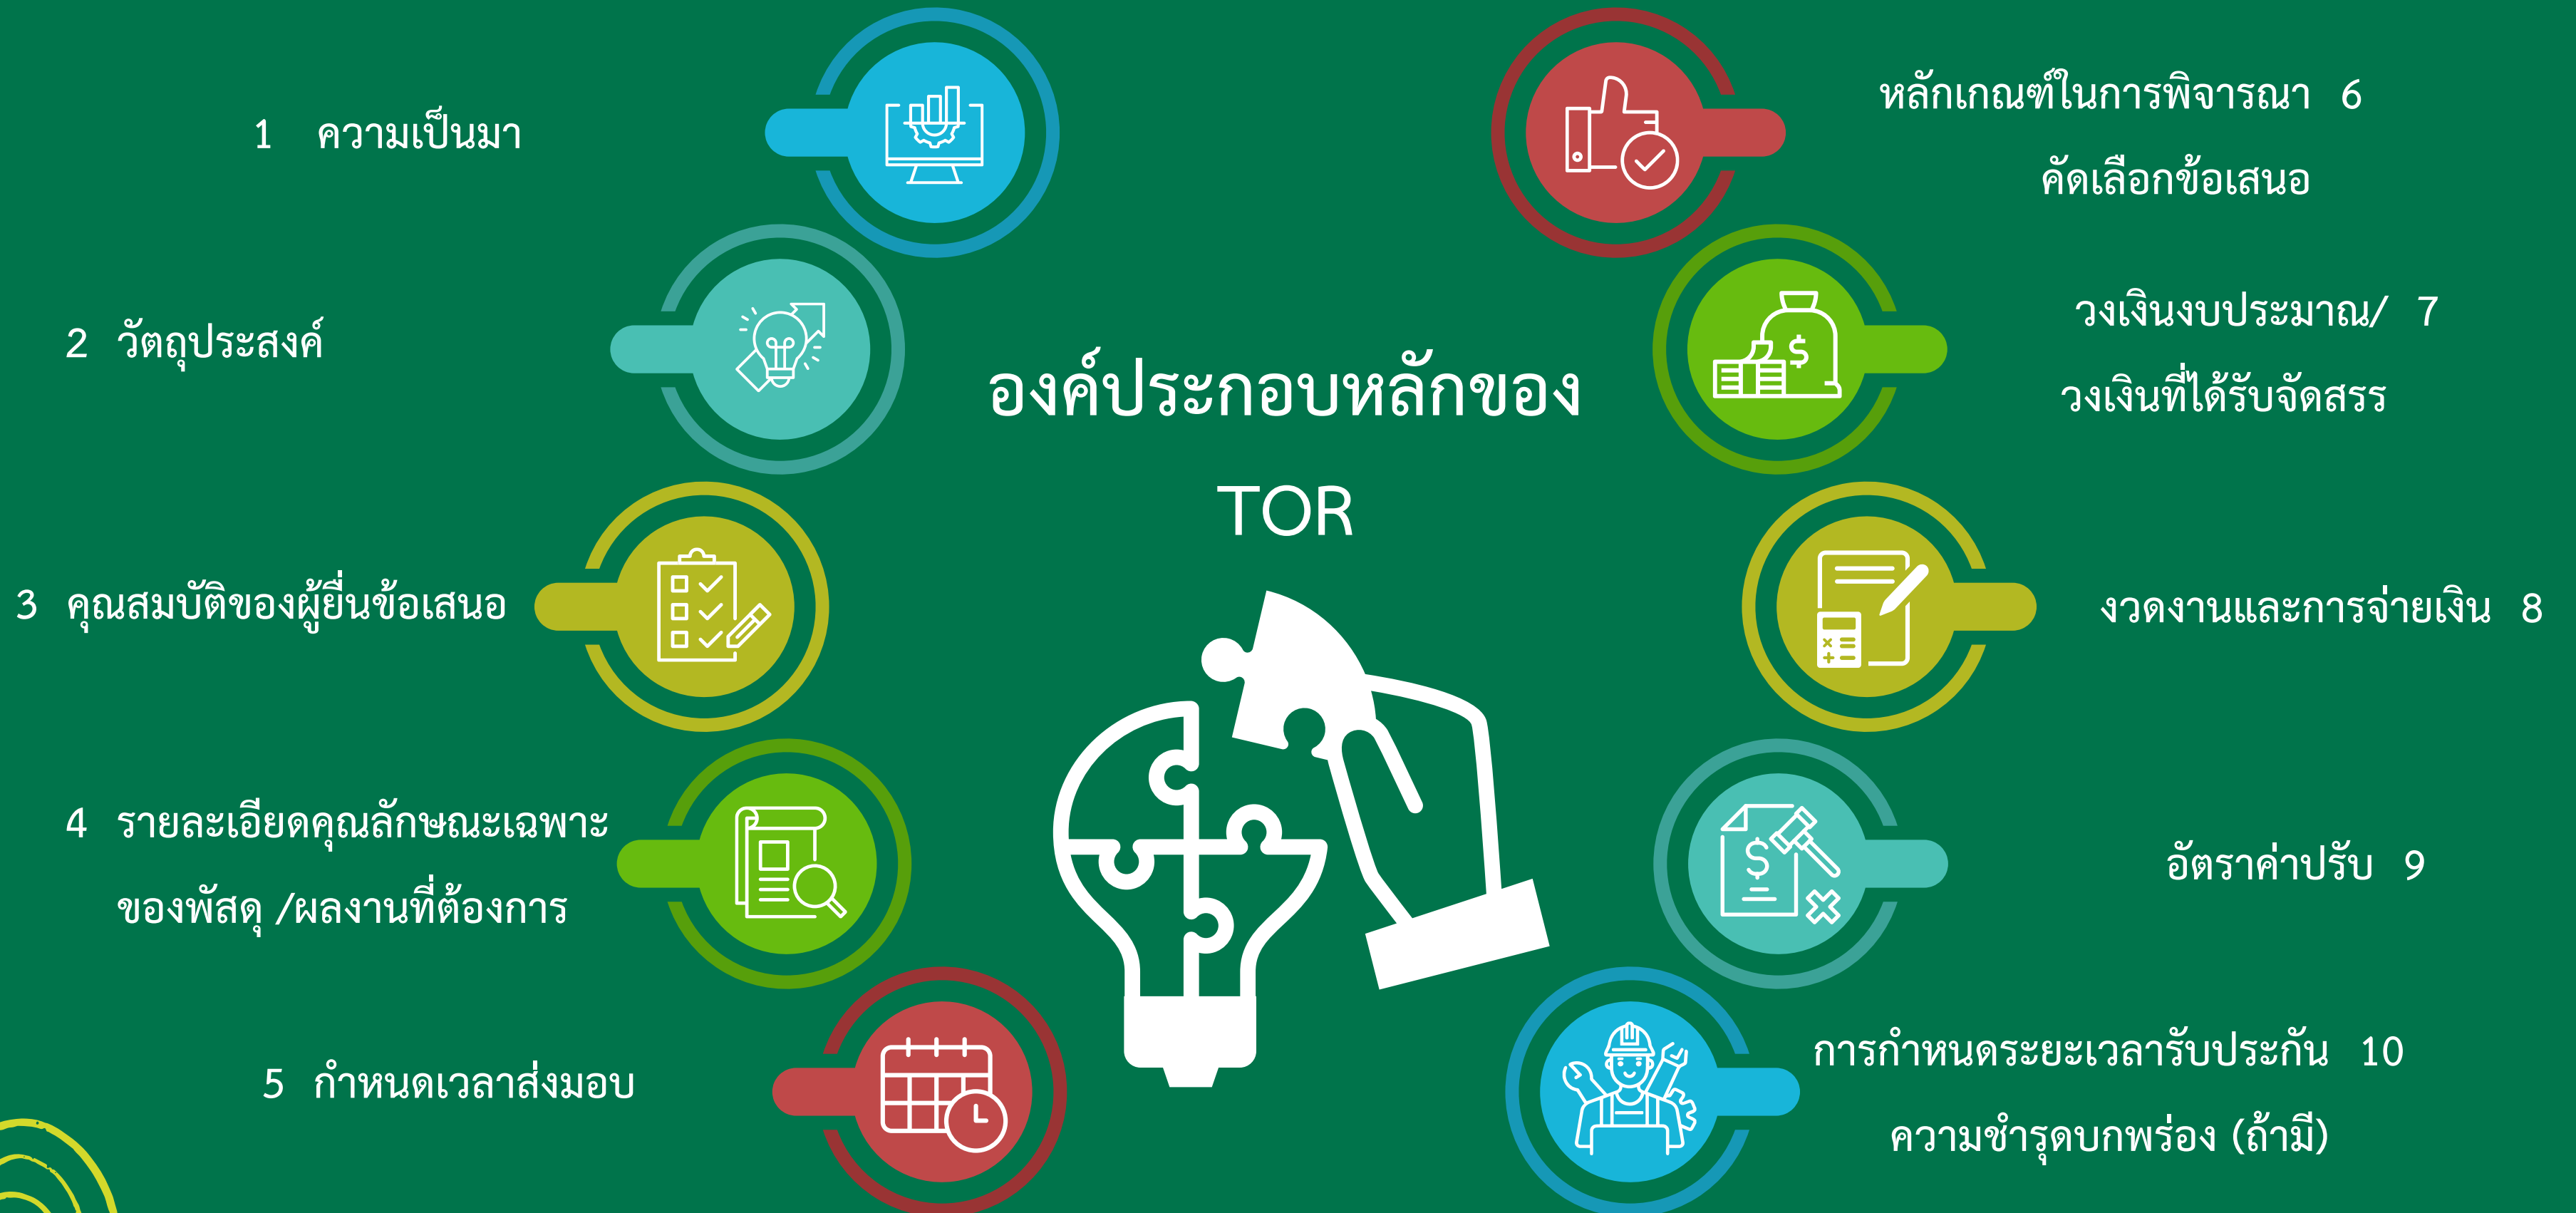 องค์ประกอบหลักของ
TOR
1 ความเป็นมา
2 วัตถุประสงค์
3 คุณสมบัติของผู้ยื่นข้อเสนอ
4 รายละเอียดคุณลักษณะเฉพาะ
ของพัสดุ /ผลงานที่ต้องการ
5 กำหนดเวลาส่งมอบ
หลักเกณฑ์ในการพิจารณา 6
คัดเลือกข้อเสนอ
วงเงินงบประมาณ/ 7
วงเงินที่ได้รับจัดสรร
งวดงานและการจ่ายเงิน 8
อัตราค่าปรับ 9
การกำหนดระยะเวลารับประกัน 10
ความชำรุดบกพร่อง (ถ้ามี)